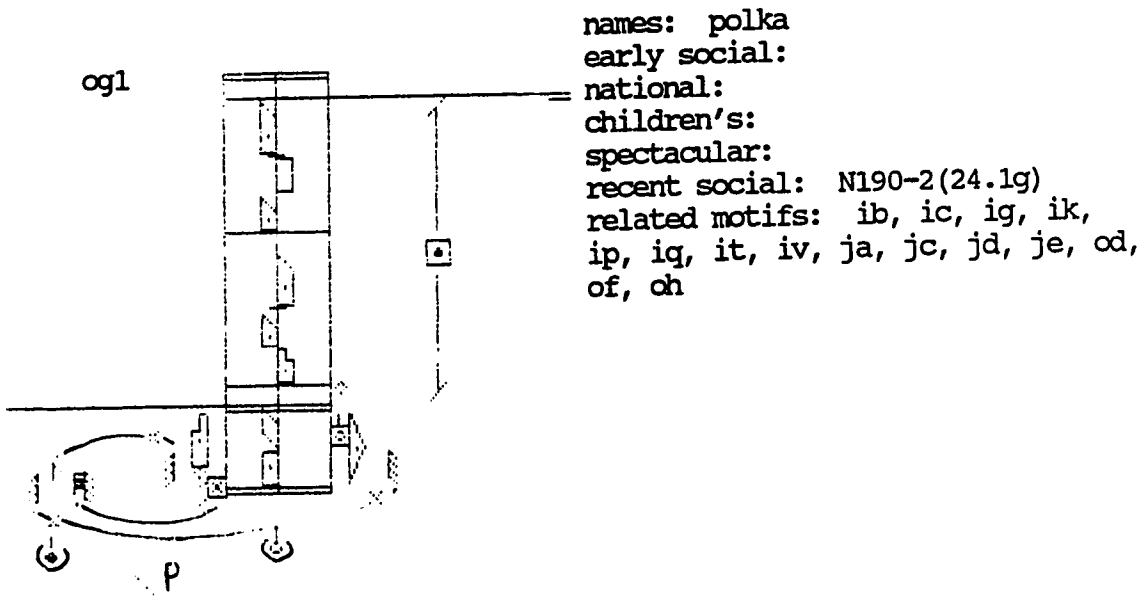 og1
names: polka
early social:
national:
children's:
spectacular:
recent social: N190-2(24.1g)
related motifs: ib, ic, ig, ik,
ip, iq, it, iv, ja, jc, jd, je, od,
of, oh
P